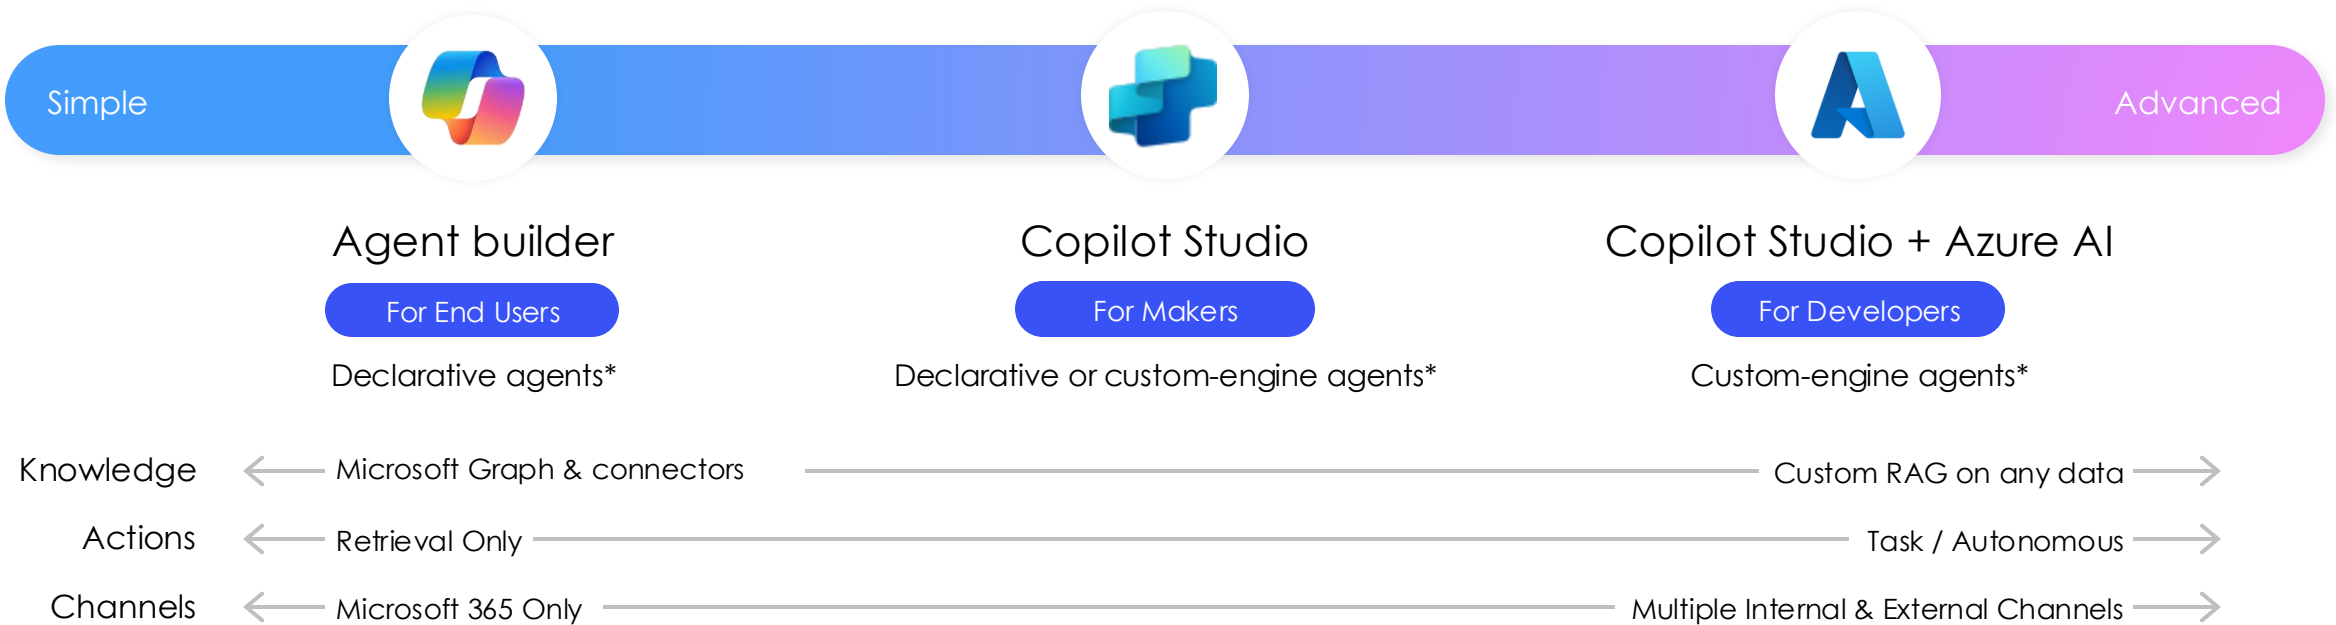 Simple
Advanced
Agent builder
Copilot Studio
Copilot Studio + Azure AI
For End Users
For Makers
For Developers
Declarative agents*
Declarative or custom-engine agents*
Custom-engine agents*
Knowledge
Microsoft Graph & connectors
Custom RAG on any data
Actions
Retrieval Only
Task / Autonomous
Channels
Microsoft 365 Only
Multiple Internal & External Channels